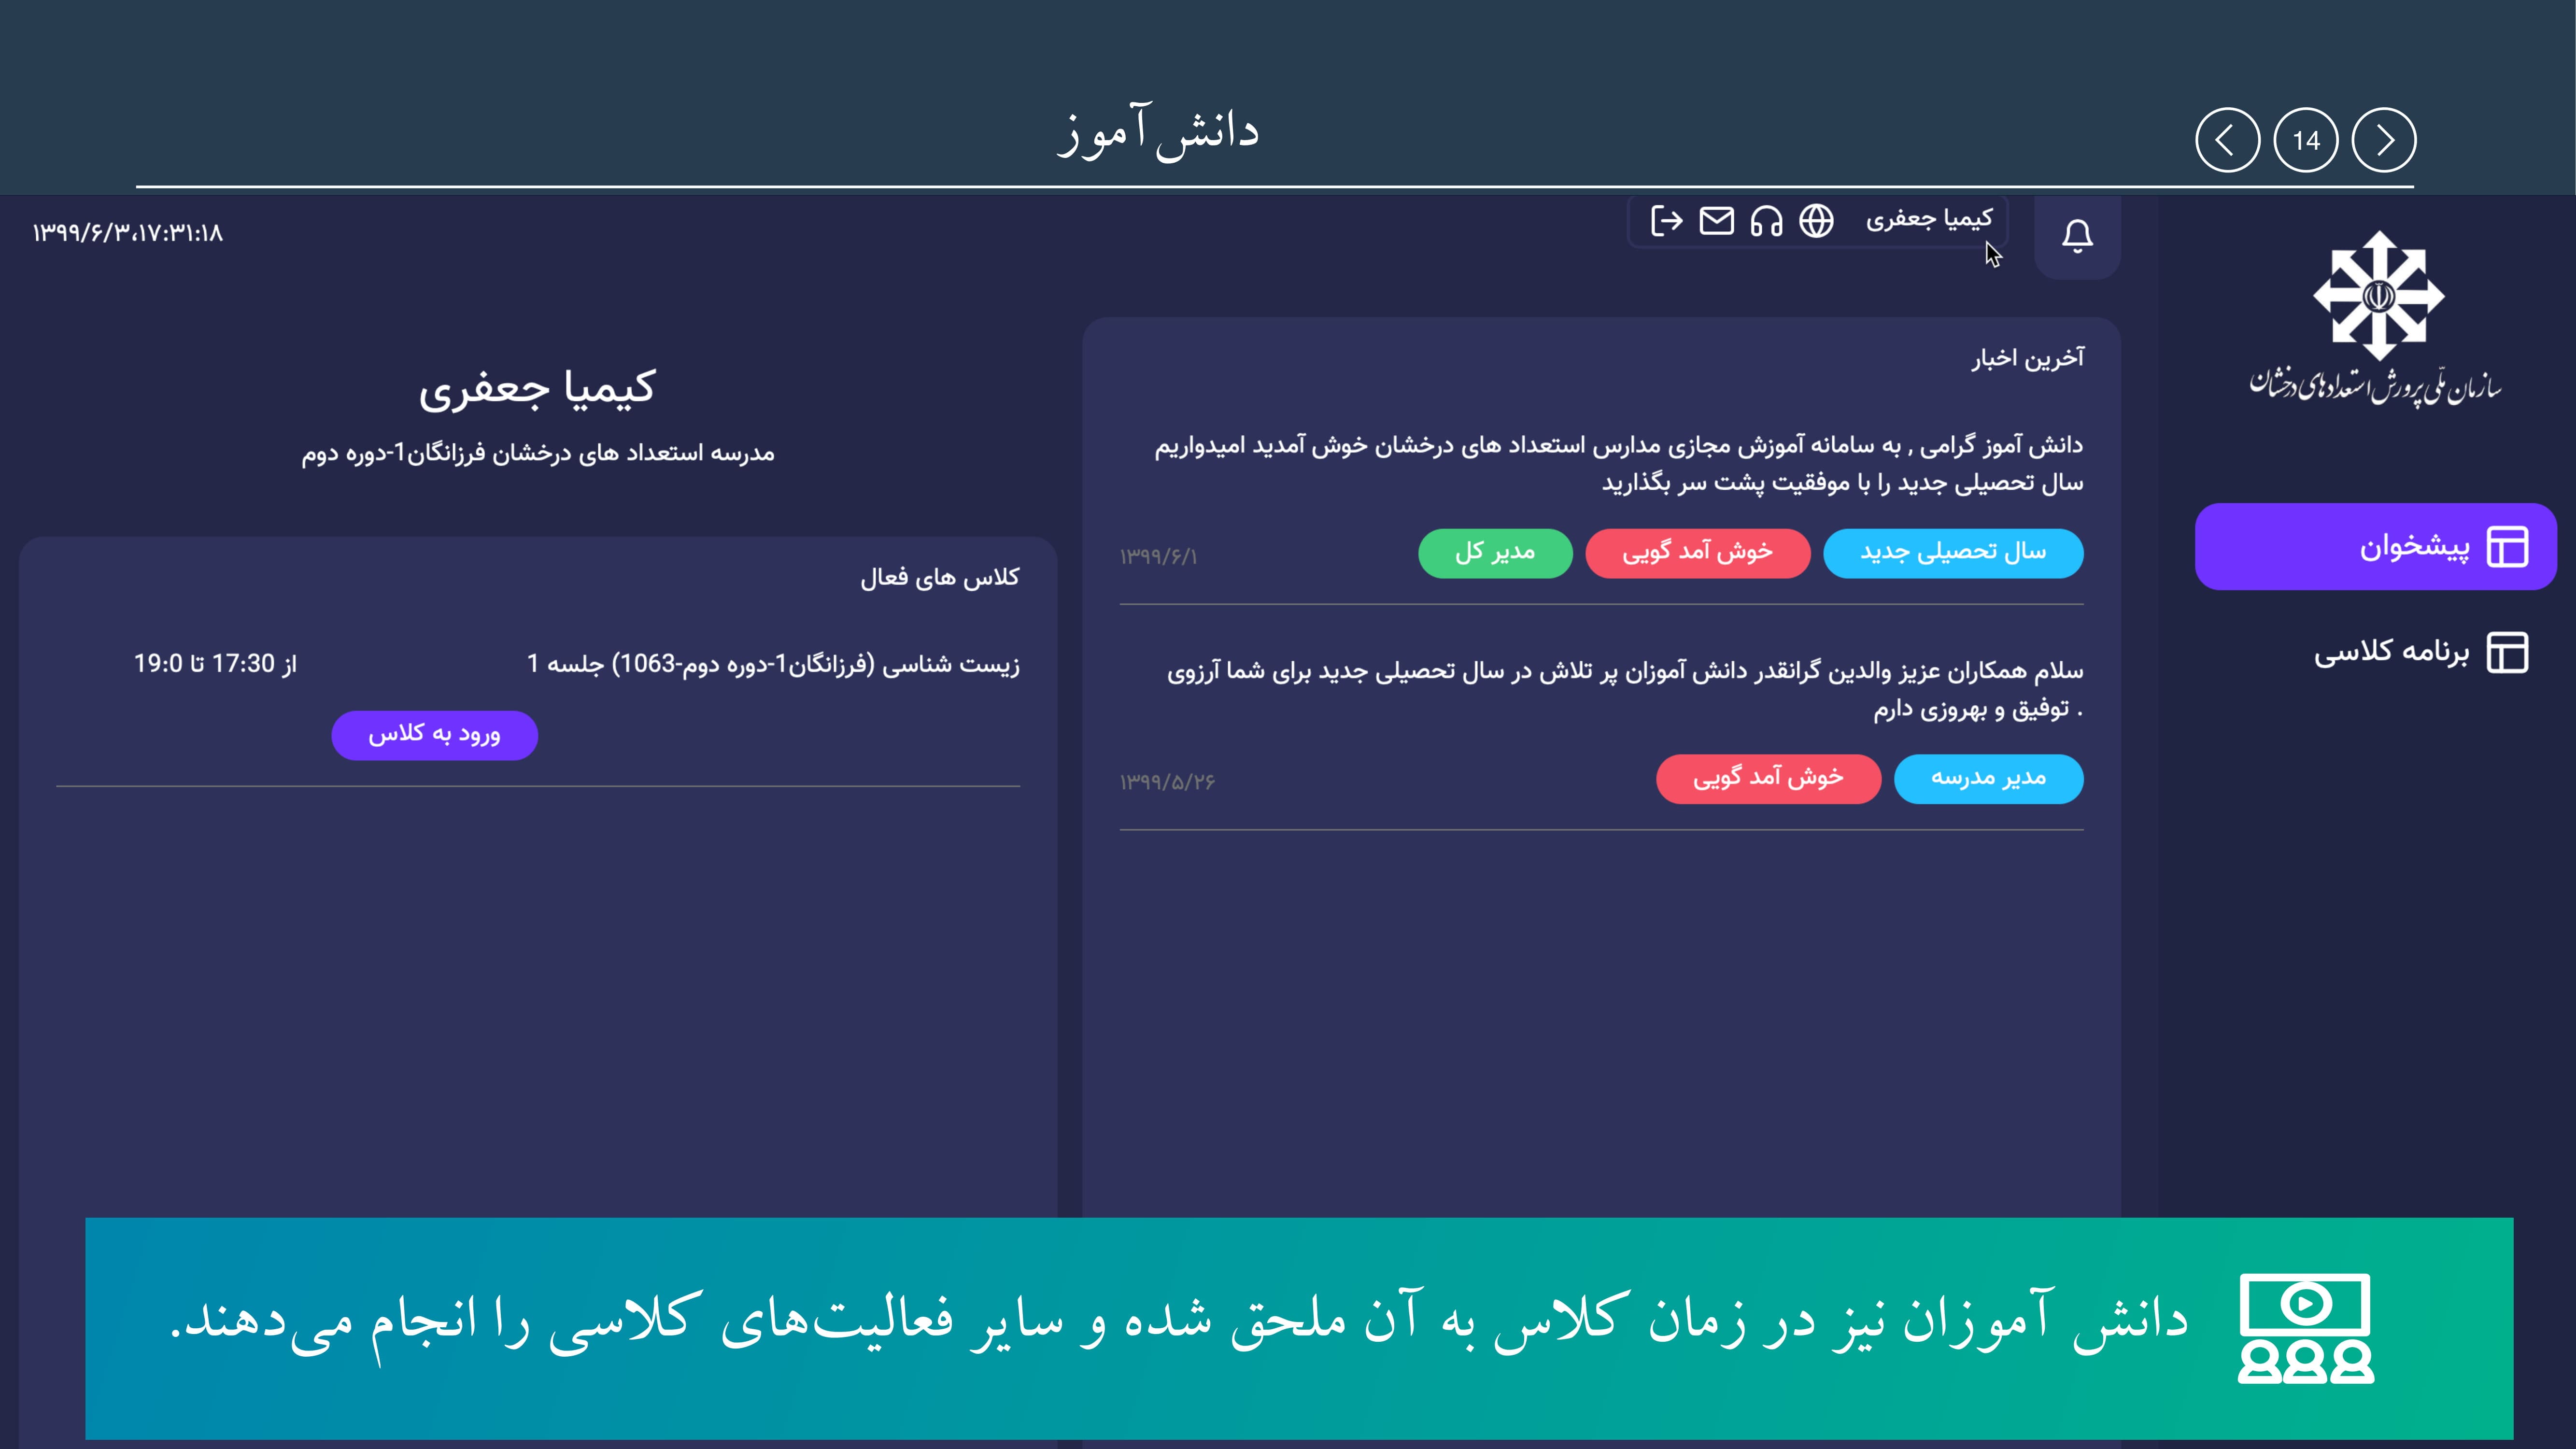 دانش‌آموز
14
کیمیا جعفری
۱۳۹۹/۶/۳،۱۷:۳۱:۱۸
سازمان ملّی پرورش استعدادهای درخشان
پیشخوان
برنامه کلاسی
آخرین اخبار
دانش آموز گرامی , به سامانه آموزش مجازی مدارس استعداد های درخشان خوش آمدید امیدواریم
سال تحصیلی جدید را با موفقیت پشت سر بگذارید
سال تحصیلی جدید خوش آمد گویی مدیر کل ۱۳۹۹/۶/۱
سلام همکاران عزیز والدین گرانقدر دانش آموزان پر تلاش در سال تحصیلی جدید برای شما آرزوی
. توفیق و بهروزی دارم
مدیر مدرسه خوش آمد گویی ۱۳۹۹/۵/۲۶
کیمیا جعفری
مدرسه استعداد های درخشان فرزانگان1-دوره دوم
کلاس های فعال
زیست شناسی (فرزانگان1-دوره دوم-1063) جلسه 1 از 17:30 تا 19:0
ورود به کلاس
دانش آموزان نیز در زمان کلاس به آن ملحق شده و سایر فعالیت‌های کلاسی را انجام می‌دهند.